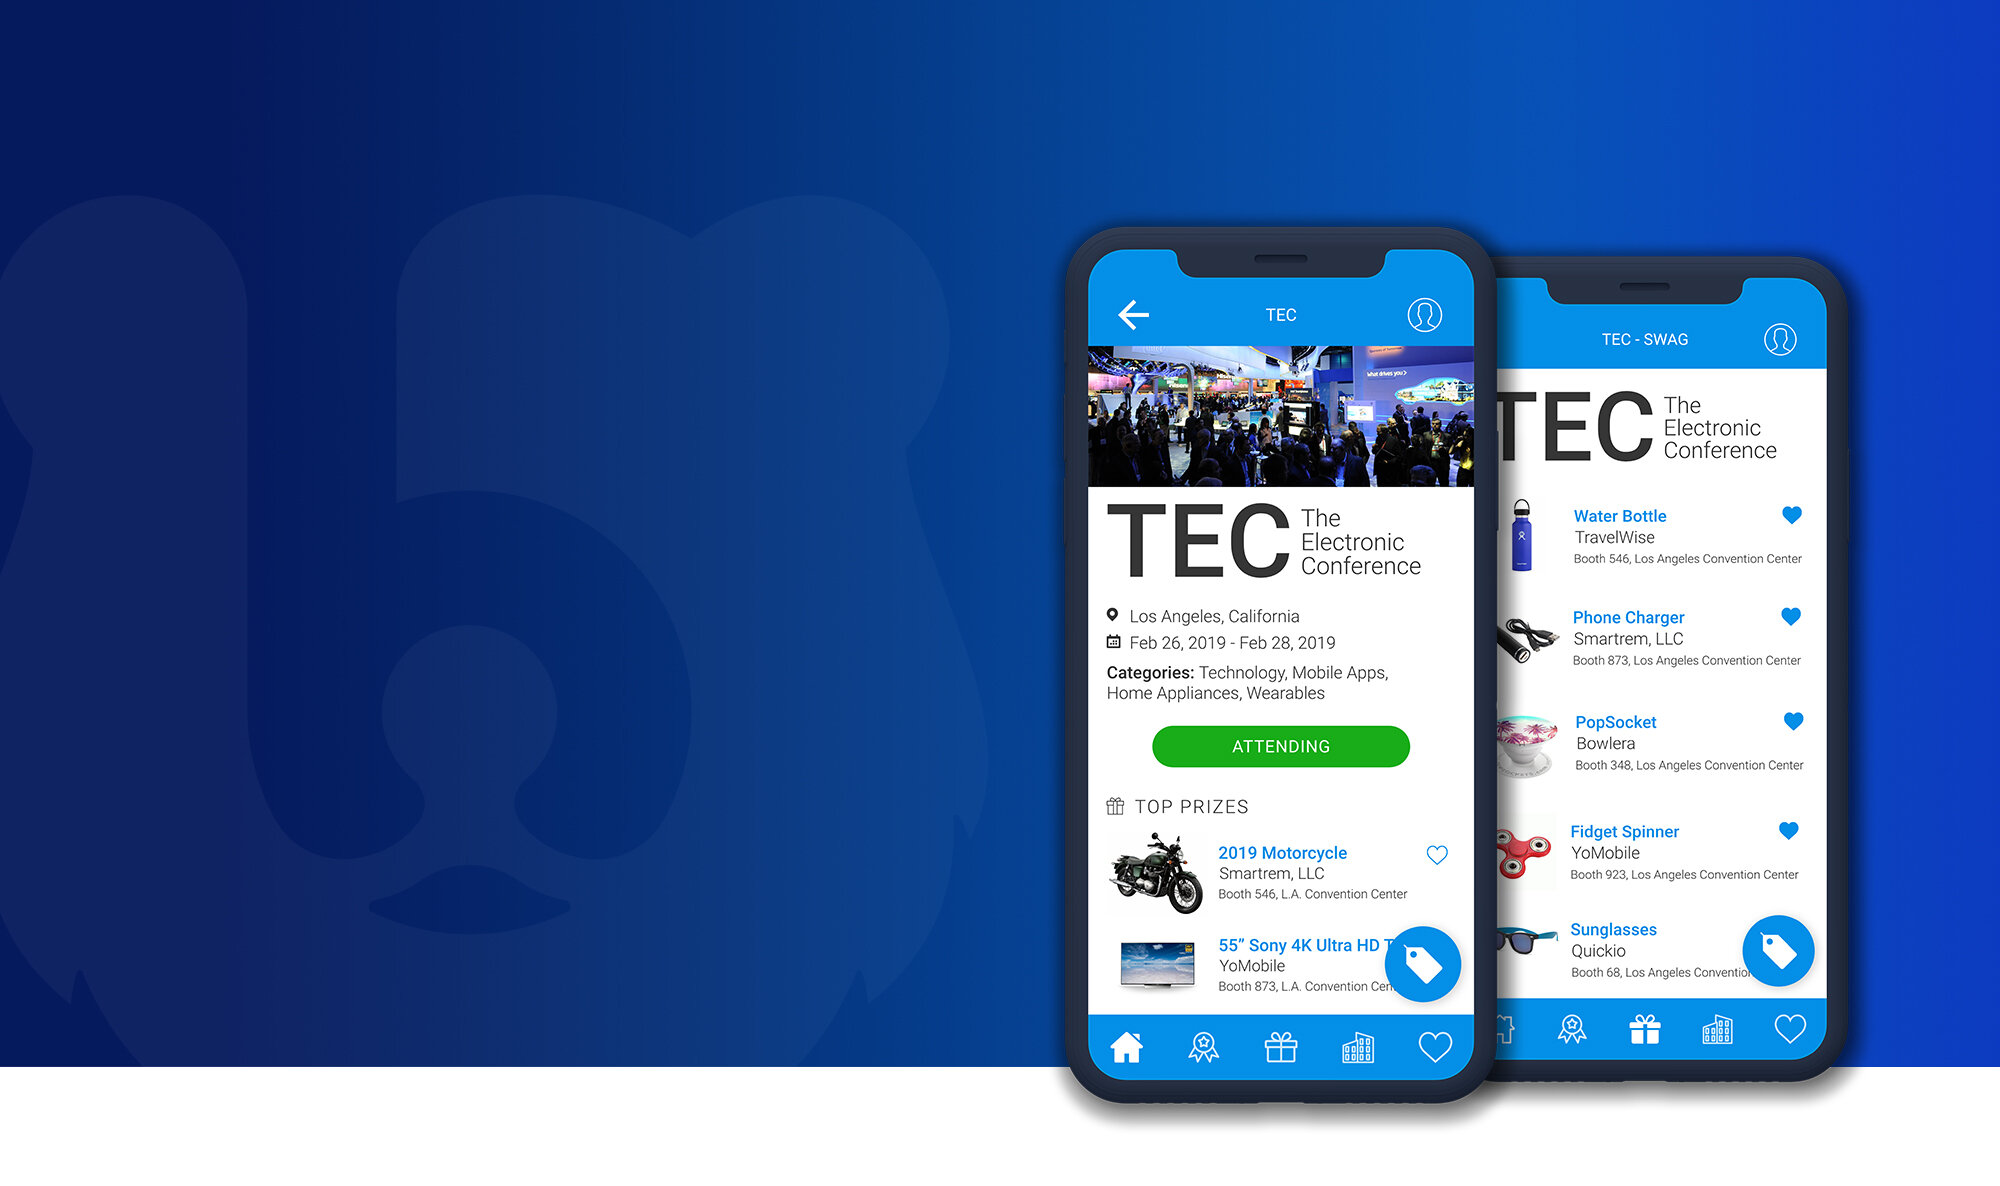 TEC
What drives you>
TEC The
Electronic
Conference
Los Angeles, California
Feb 26, 2019 - Feb 28, 2019
Categories: Technology, Mobile Apps,
Home Appliances, Wearables
ATTENDING
TOP PRIZES
2019 Motorcycle
Smartrem, LLC
Booth 546, L.A. Convention Center
55” Sony 4K Ultra HD T
YoMobile
Booth 873, L.A. Convention Cen
TEC - SWAG
TEC The
Electronic
Conference
Water Bottle
TravelWise
Booth 546, Los Angeles Convention Center
Phone Charger
Smartrem, LLC
Booth 873, Los Angeles Convention Center
PopSocket
Bowlera
Booth 348, Los Angeles Convention Center
Fidget Spinner
YoMobile
Booth 923, Los Angeles Convention Center
Sunglasses
Quickio
Booth 68, Los Angeles Conventio